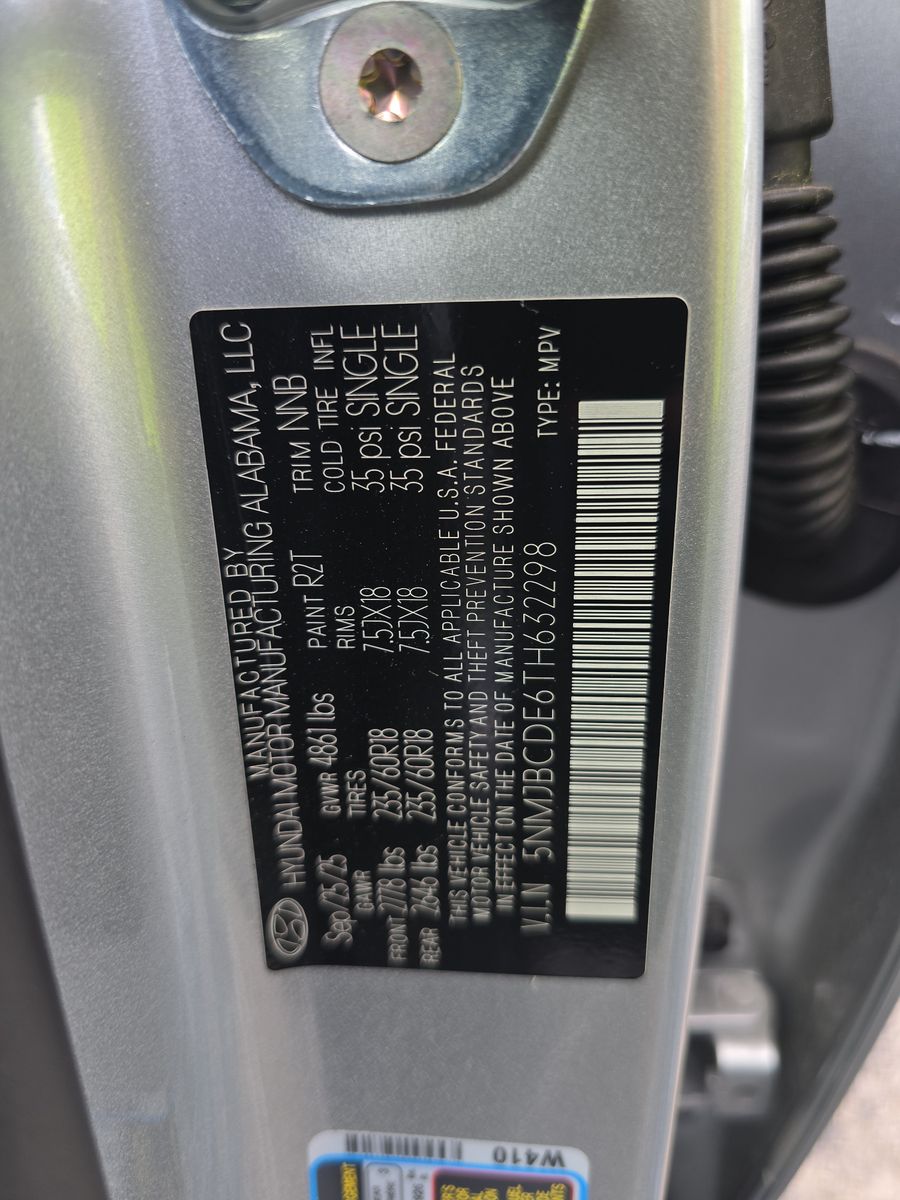 MANUFACTURED BY
HYUNDAI MOTOR MANUFACTURING ALABAMA, LLC
Sep/25/25 GVWR 4861 lbs PAINT R2T TRIM NNB
GAWR TIRES RIMS COLD TIRE INFL
FRONT 2778 lbs 235/60R18 7.5JX18 35 psi SINGLE
REAR 2646 lbs 235/60R18 7.5JX18 35 psi SINGLE
THIS VEHICLE CONFORMS TO ALL APPLICABLE U.S.A. FEDERAL
MOTOR VEHICLE SAFETY AND THEFT PREVENTION STANDARDS
IN EFFECT ON THE DATE OF MANUFACTURE SHOWN ABOVE
V.I.N 5NMJBCDE6TH632298 TYPE: MPV
W410